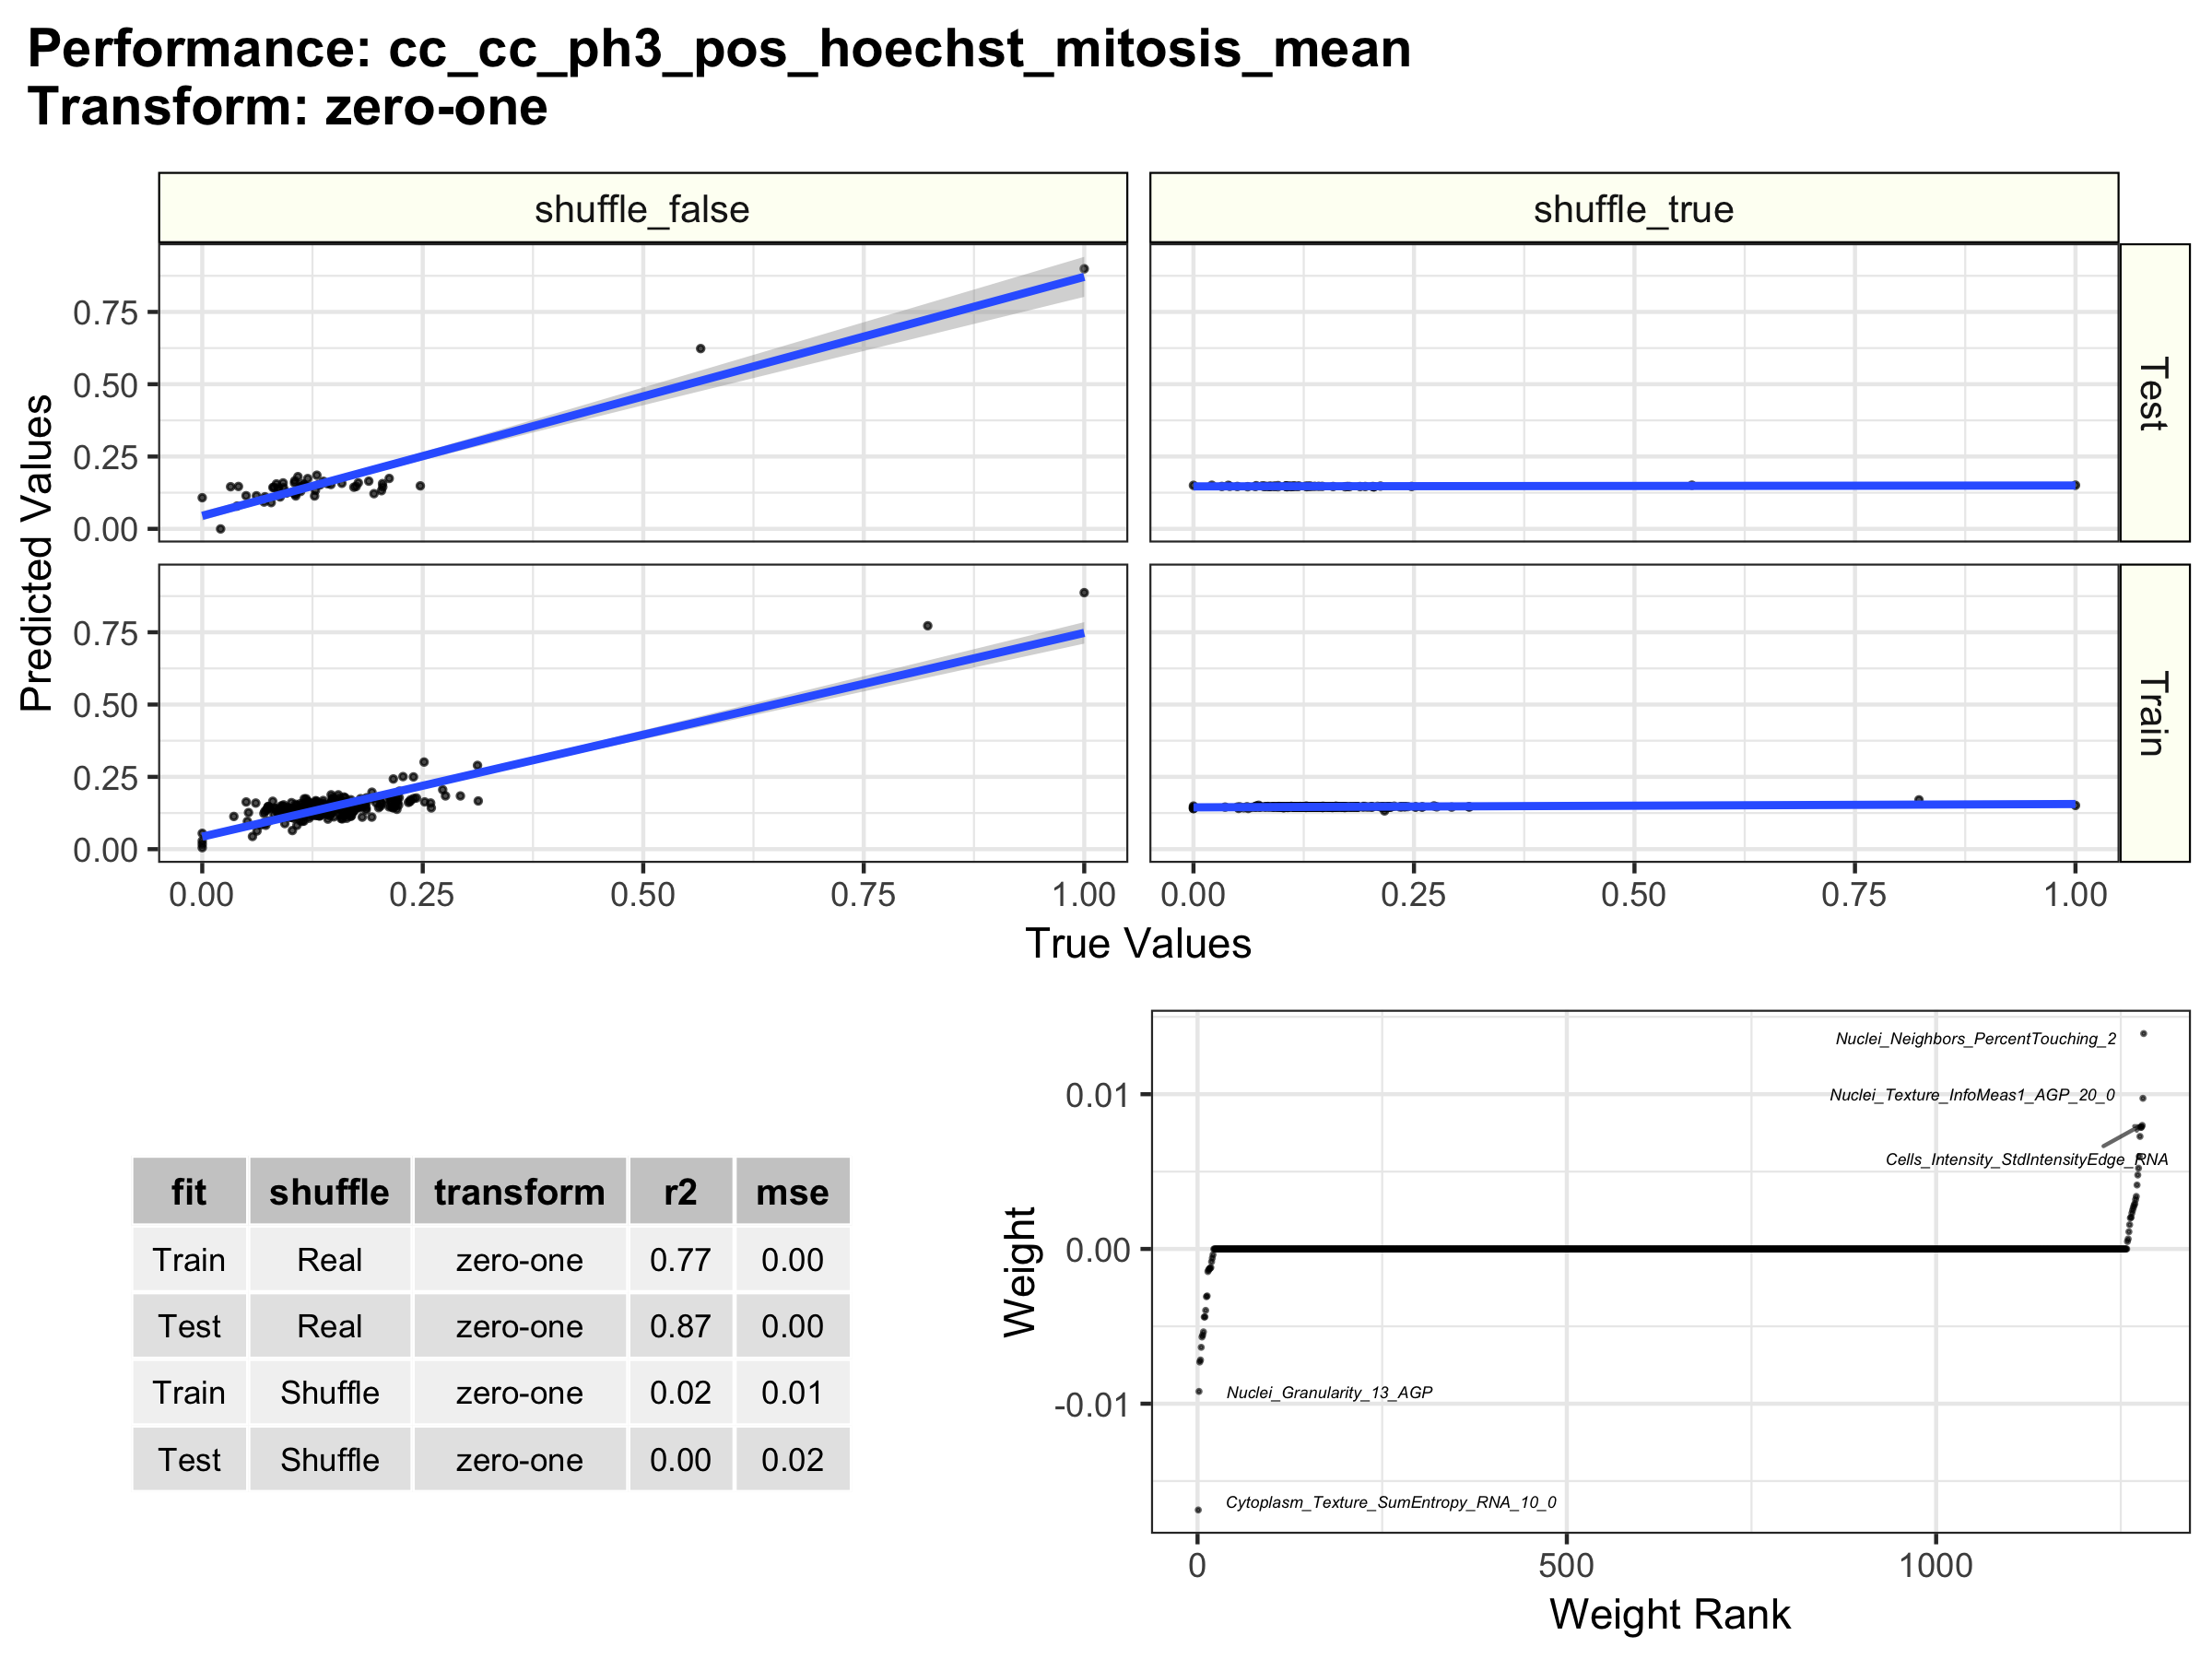 Performance: cc_cc_ph3_pos_hoechst_mitosis_mean
Transform: zero-one
shuffle_false
shuffle_true
0.75
0.50
0.25
0.00
Test
Predicted Values
0.75
0.50
0.25
0.00
Train
0.00 0.25 0.50 0.75 1.00
0.00 0.25 0.50 0.75 1.00
True Values
fit shuffle transform r2 mse
Train Real zero-one 0.77 0.00
Test Real zero-one 0.87 0.00
Train Shuffle zero-one 0.02 0.01
Test Shuffle zero-one 0.00 0.02
Weight
0.01
0.00
-0.01
Nuclei_Neighbors_PercentTouching_2
Nuclei_Texture_InfoMeas1_AGP_20_0
Cells_Intensity_StdIntensityEdge_RNA
Nuclei_Granularity_13_AGP
Cytoplasm_Texture_SumEntropy_RNA_10_0
0 500 1000
Weight Rank